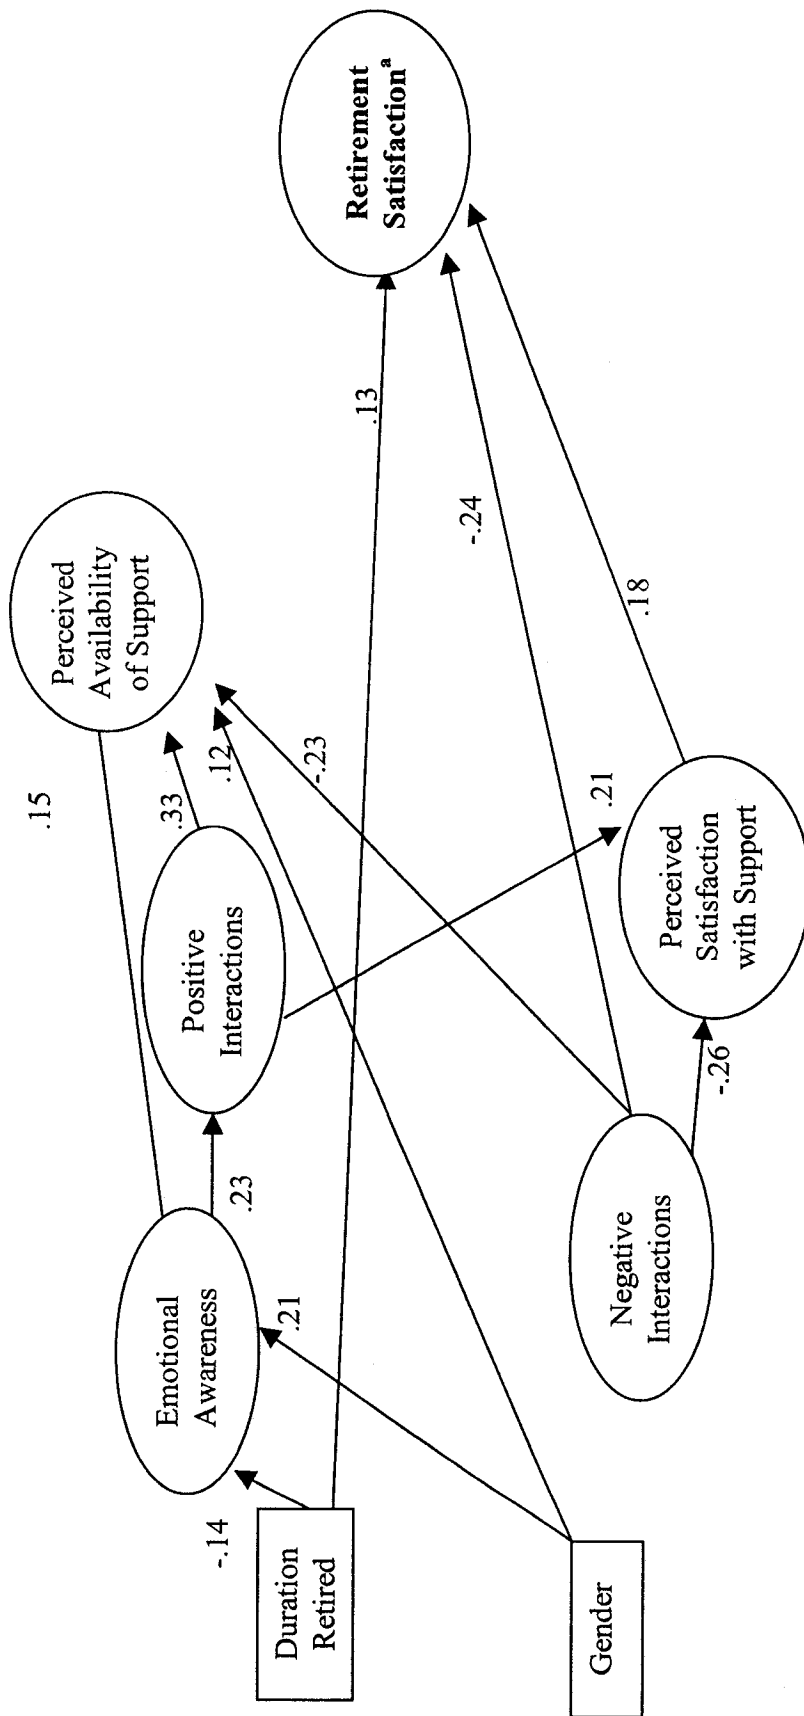 Duration
Retired
Gender
-.14
.21
Emotional
Awareness
.23
.15
Positive
Interactions
.33
.12
-.23
Perceived
Availability
of Support
Negative
Interactions
-.26
.21
Perceived
Satisfaction
with Support
.13
-.24
.18
Retirement
Satisfactionᵃ